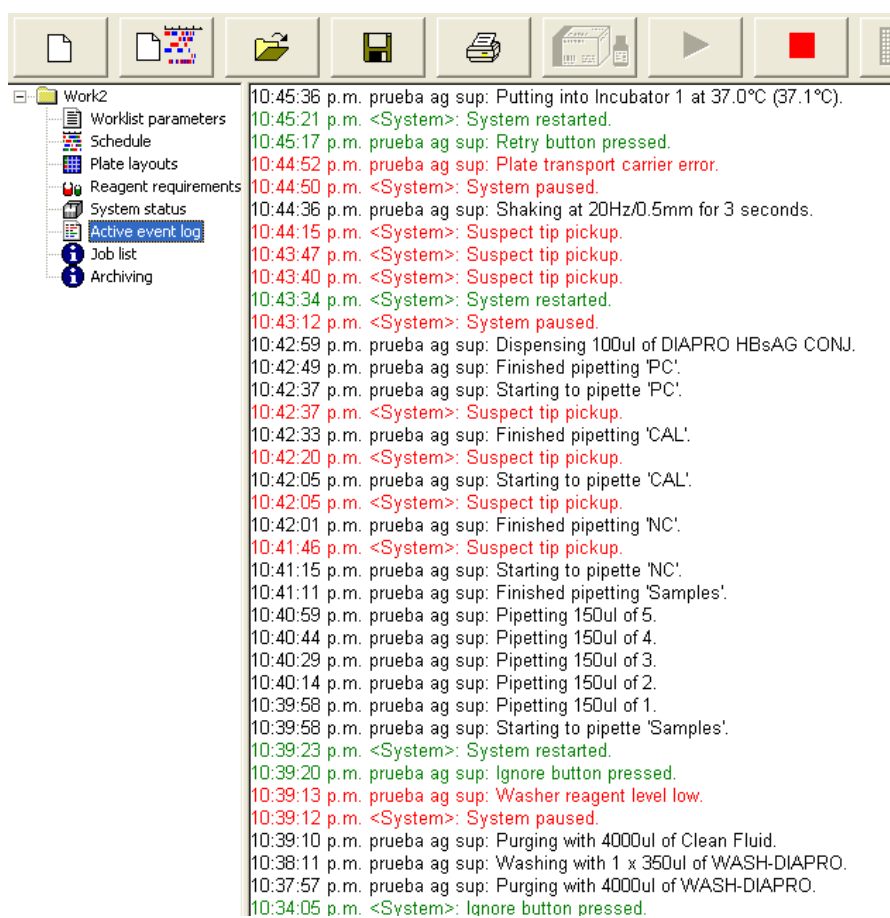 Work2
Worklist parameters
Schedule
Plate layouts
Reagent requirements
System status
Active event log
Job list
Archiving
10:45:36 p.m. prueba ag sup: Putting into Incubator 1 at 37.0°C (37.1°C).
10:45:21 p.m. <System>: System restarted.
10:45:17 p.m. prueba ag sup: Retry button pressed.
10:44:52 p.m. prueba ag sup: Plate transport carrier error.
10:44:50 p.m. <System>: System paused.
10:44:36 p.m. prueba ag sup: Shaking at 20Hz/0.5mm for 3 seconds.
10:44:15 p.m. <System>: Suspect tip pickup.
10:43:47 p.m. <System>: Suspect tip pickup.
10:43:40 p.m. <System>: Suspect tip pickup.
10:43:34 p.m. <System>: System restarted.
10:43:12 p.m. <System>: System paused.
10:42:59 p.m. prueba ag sup: Dispensing 100ul of DIAPRO HBsAG CONJ.
10:42:49 p.m. prueba ag sup: Finished pipetting 'PC'.
10:42:37 p.m. prueba ag sup: Starting to pipette 'PC'.
10:42:37 p.m. <System>: Suspect tip pickup.
10:42:33 p.m. prueba ag sup: Finished pipetting 'CAL'.
10:42:20 p.m. <System>: Suspect tip pickup.
10:42:05 p.m. prueba ag sup: Starting to pipette 'CAL'.
10:42:05 p.m. <System>: Suspect tip pickup.
10:42:01 p.m. prueba ag sup: Finished pipetting 'NC'.
10:41:46 p.m. <System>: Suspect tip pickup.
10:41:15 p.m. prueba ag sup: Starting to pipette 'NC'.
10:41:11 p.m. prueba ag sup: Finished pipetting 'Samples'.
10:40:59 p.m. prueba ag sup: Pipetting 150ul of 5.
10:40:44 p.m. prueba ag sup: Pipetting 150ul of 4.
10:40:29 p.m. prueba ag sup: Pipetting 150ul of 3.
10:40:14 p.m. prueba ag sup: Pipetting 150ul of 2.
10:39:58 p.m. prueba ag sup: Pipetting 150ul of 1.
10:39:58 p.m. prueba ag sup: Starting to pipette 'Samples'.
10:39:23 p.m. <System>: System restarted.
10:39:20 p.m. prueba ag sup: Ignore button pressed.
10:39:13 p.m. prueba ag sup: Washer reagent level low.
10:39:12 p.m. <System>: System paused.
10:39:10 p.m. prueba ag sup: Purging with 4000ul of Clean Fluid.
10:38:11 p.m. prueba ag sup: Washing with 1 x 350ul of WASH-DIAPRO.
10:37:57 p.m. prueba ag sup: Purging with 4000ul of WASH-DIAPRO.
10:34:05 p.m. <System>: Ignore button pressed.